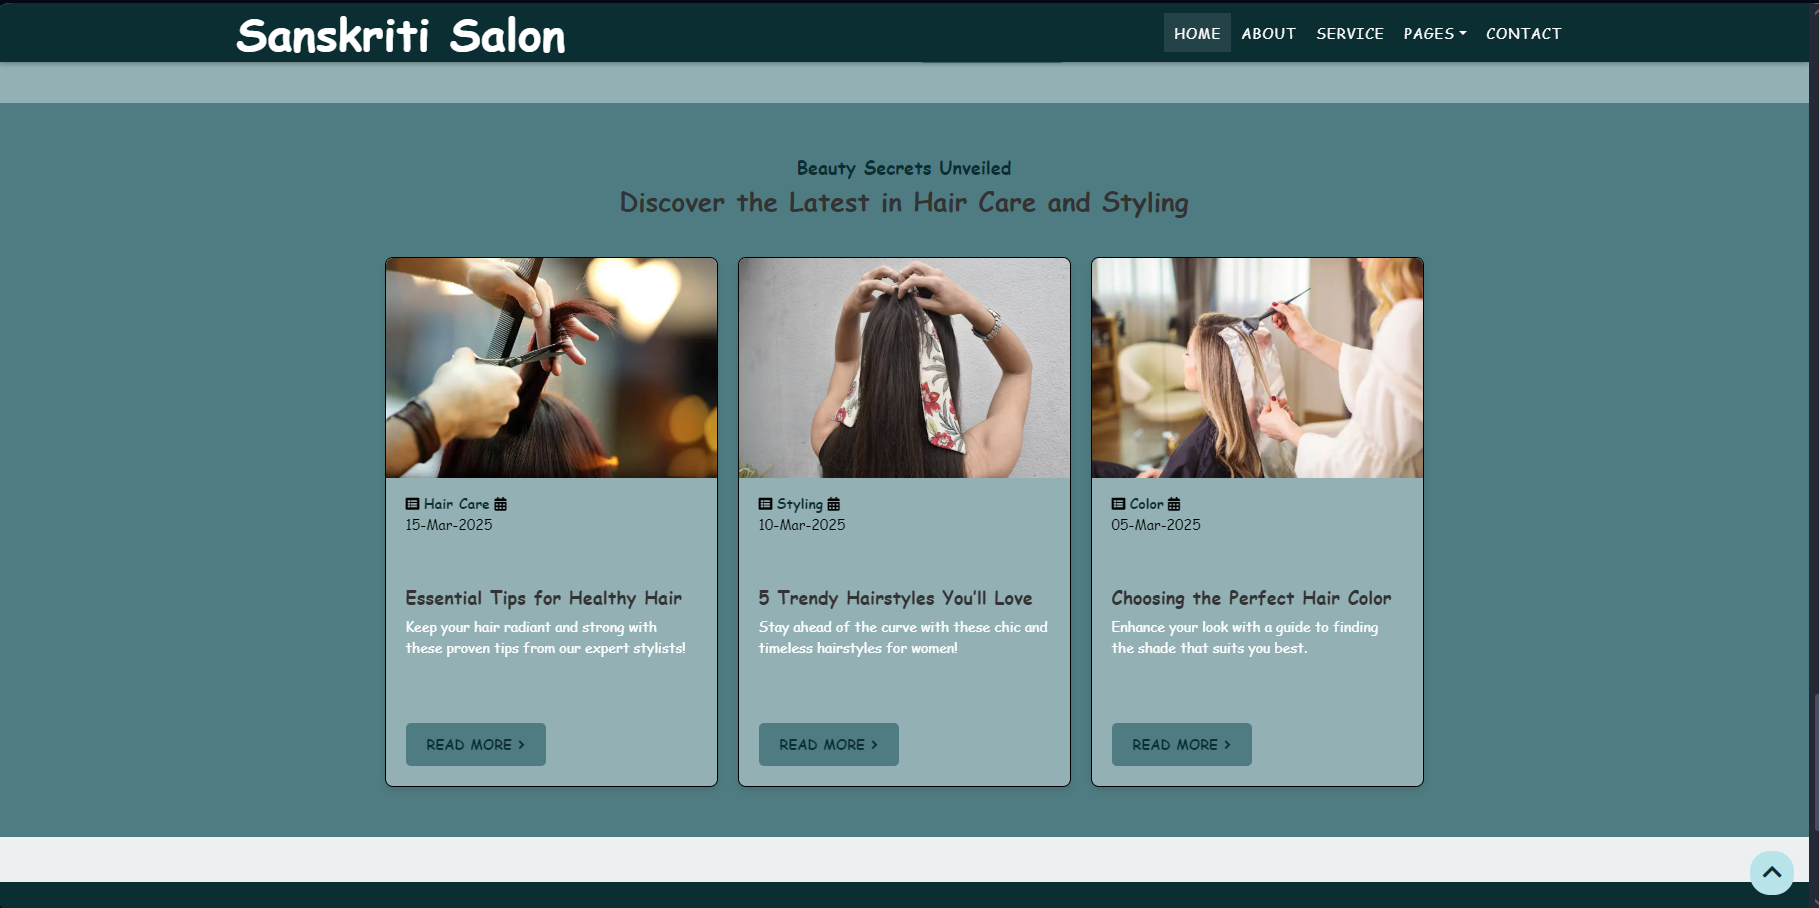 Sanskriti Salon
HOME ABOUT SERVICE PAGES CONTACT
Beauty Secrets Unveiled
Discover the Latest in Hair Care and Styling
Hair Care
15-Mar-2025
Essential Tips for Healthy Hair
Keep your hair radiant and strong with
these proven tips from our expert stylists!
READ MORE >
Styling
10-Mar-2025
5 Trendy Hairstyles You'll Love
Stay ahead of the curve with these chic and
timeless hairstyles for women!
READ MORE >
Color
05-Mar-2025
Choosing the Perfect Hair Color
Enhance your look with a guide to finding
the shade that suits you best.
READ MORE >